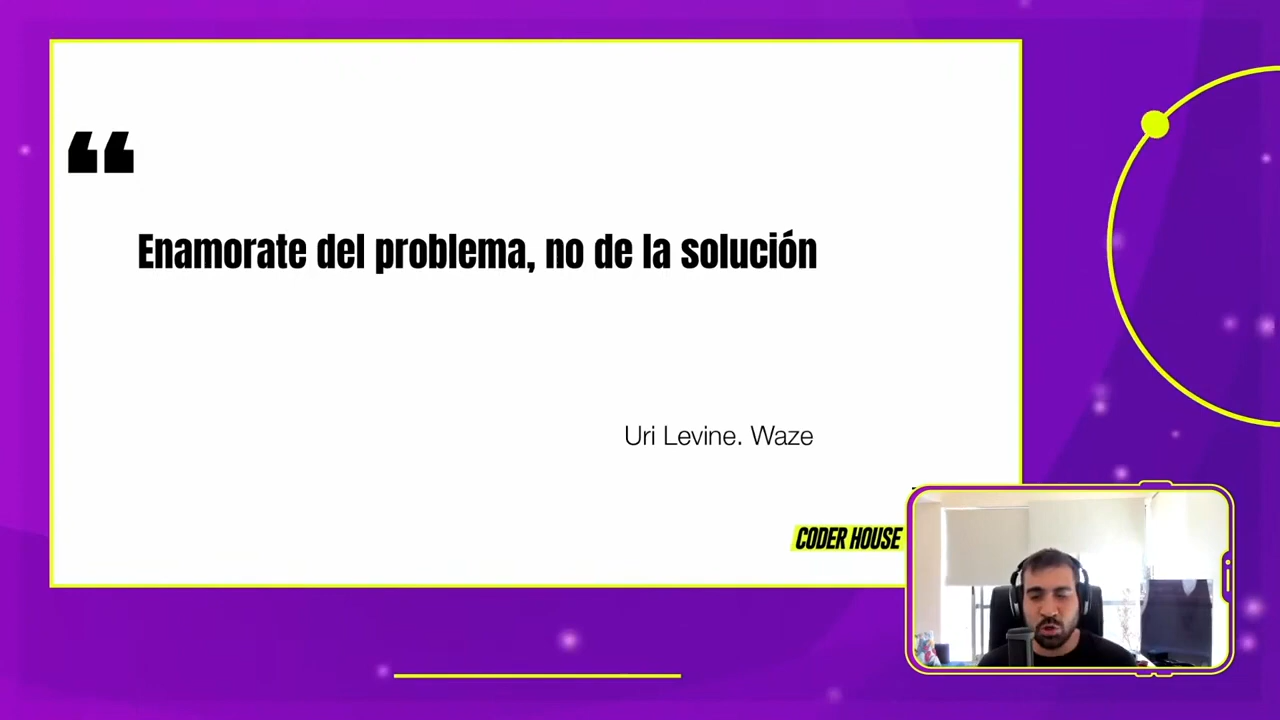 “
Enamorate del problema, no de la solución
Uri Levine. Waze
CODER HOUSE